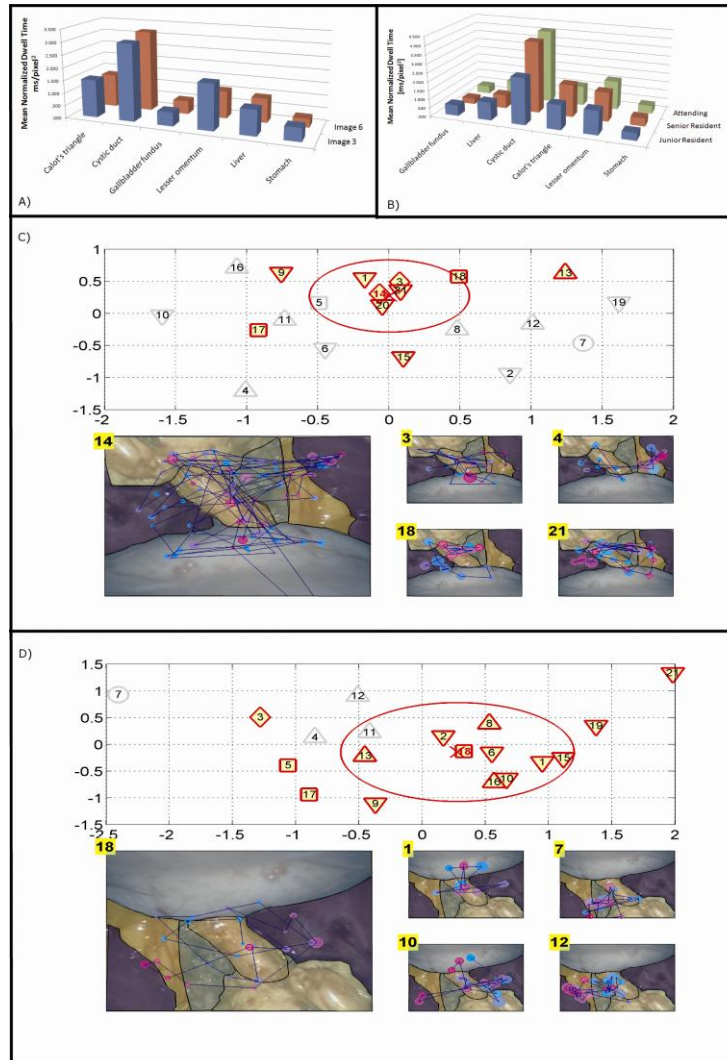 A)
Mean Normalized Dwell Time
ms/pixel²
3.500
3.000
2.500
2.000
1.500
1.000
Calot's triangle
Cystic duct
Gallbladder fundus
Lesser omentum
Liver
Stomach
Image 6
Image 3
B)
Mean Normalized Dwell Time
[ms/pixel²]
4.500
4.000
3.500
3.000
2.500
2.000
1.500
1.000
Gallbladder fundus
Liver
Cystic duct
Calot's triangle
Lesser omentum
Stomach
Attending
Senior Resident
Junior Resident
C)
1
0.5
0
-0.5
-1
-1.5
-2 -1.5 -1 -0.5 0 0.5 1 1.5 2
16 9 1 3 18 13
14 21
10 11 5 20 8 12 19
17 6 15 7
4 2
14
3
4
18
21
D)
1.5
1
0.5
0
-0.5
-1
-1.5
-2.5 -2 -1.5 -1 -0.5 0 0.5 1 1.5 2
7 12 21
3 8 19
4 11 2
5 13 18 6 1 15
17 9 16 10
18
1
7
10
12